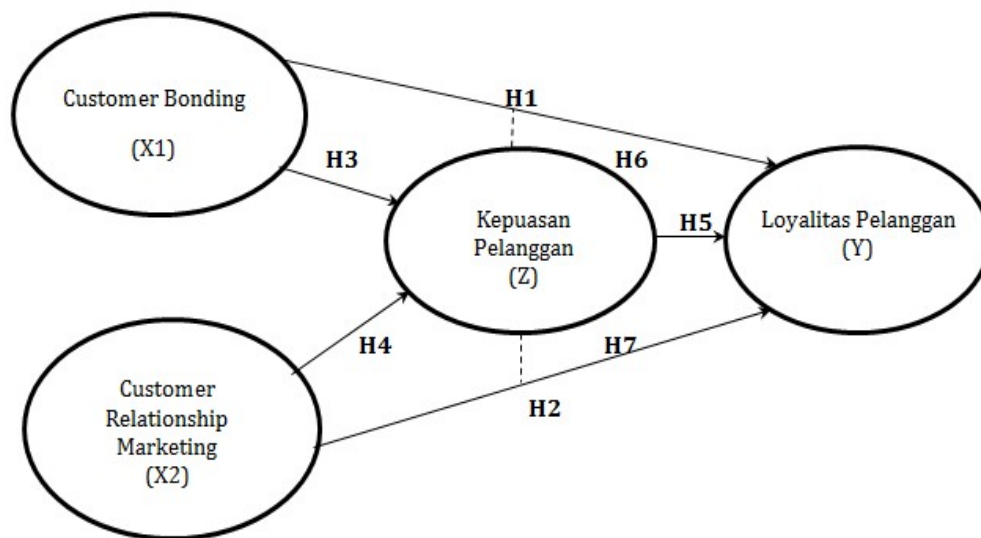 Customer Bonding
(X1)
H1
H3
H6
Kepuasan
Pelanggan
(Z)
H5
Loyalitas Pelanggan
(Y)
H4
H7
H2
Customer
Relationship
Marketing
(X2)